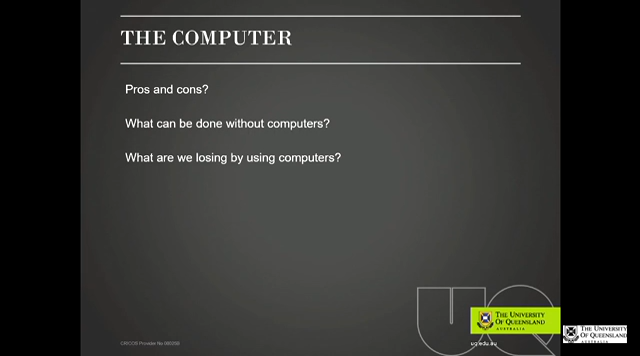 THE COMPUTER
Pros and cons?
What can be done without computers?
What are we losing by using computers?
UQ
THE UNIVERSITY
OF QUEENSLAND
AUSTRALIA
THE UNIVERSITY
OF QUEENSLAND
AUSTRALIA
CRICOS Provider No 00025B
uq.edu.au